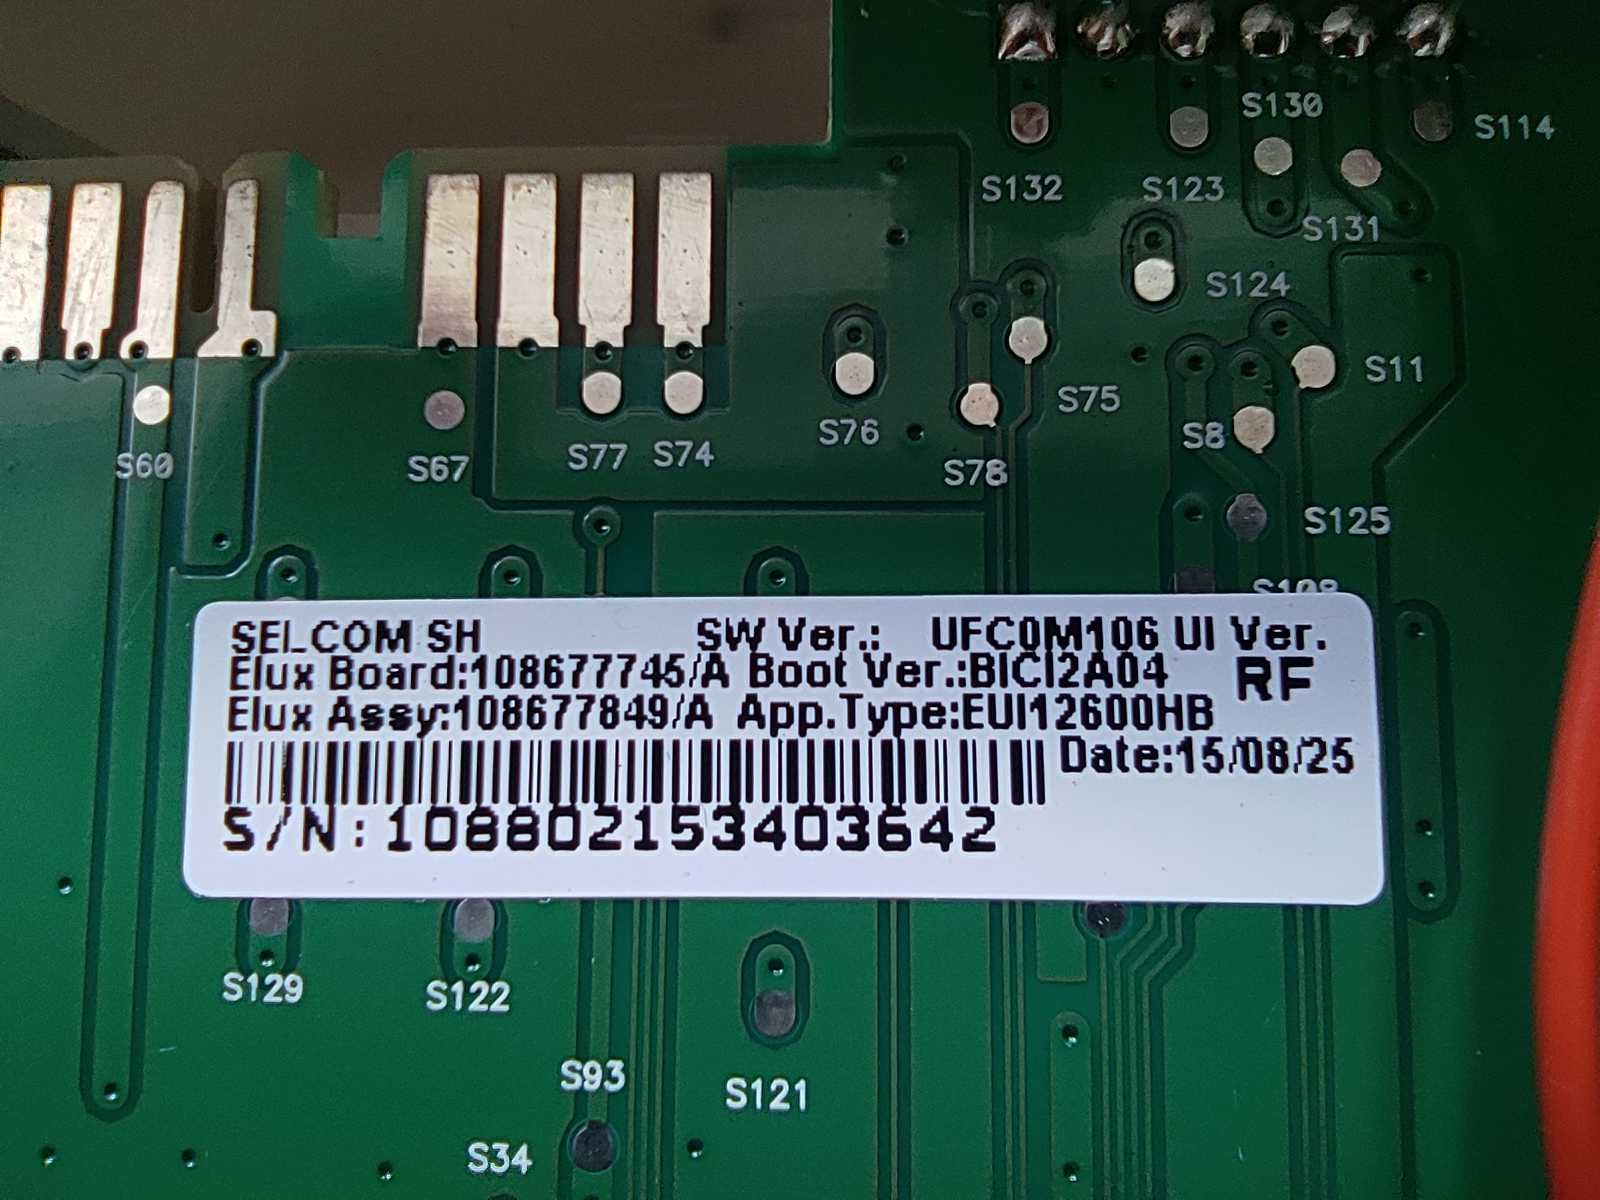 S130
S114
S132
S123
S131
S124
S11
S75
S76
S8
S77
S74
S60
S67
S78
S125
SELCOM SH SW Ver.: UFC0M106 UI Ver.
Elux Board:108677745/A Boot Ver.:BICI2A04 RF
Elux Assy:108677849/A App.Type:EUI12600HB
Date:15/08/25
S/N:108802153403642
S129
S122
S93
S121
S34